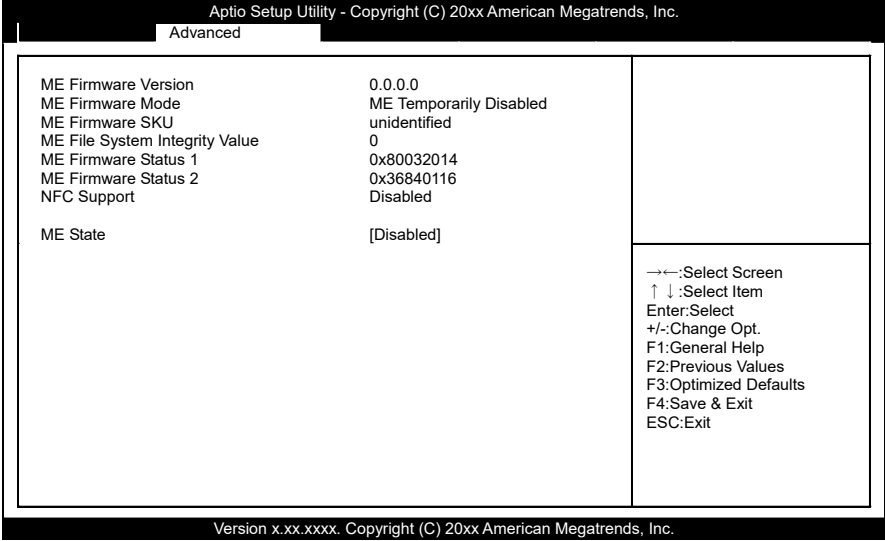 Aptio Setup Utility - Copyright (C) 20xx American Megatrends, Inc.
Advanced
ME Firmware Version 0.0.0.0
ME Firmware Mode ME Temporarily Disabled
ME Firmware SKU unidentified
ME File System Integrity Value 0
ME Firmware Status 1 0x80032014
ME Firmware Status 2 0x36840116
NFC Support Disabled
ME State [Disabled]
→←:Select Screen
↑↓:Select Item
Enter:Select
+/-:Change Opt.
F1:General Help
F2:Previous Values
F3:Optimized Defaults
F4:Save & Exit
ESC:Exit
Version x.xx.xxxx. Copyright (C) 20xx American Megatrends, Inc.